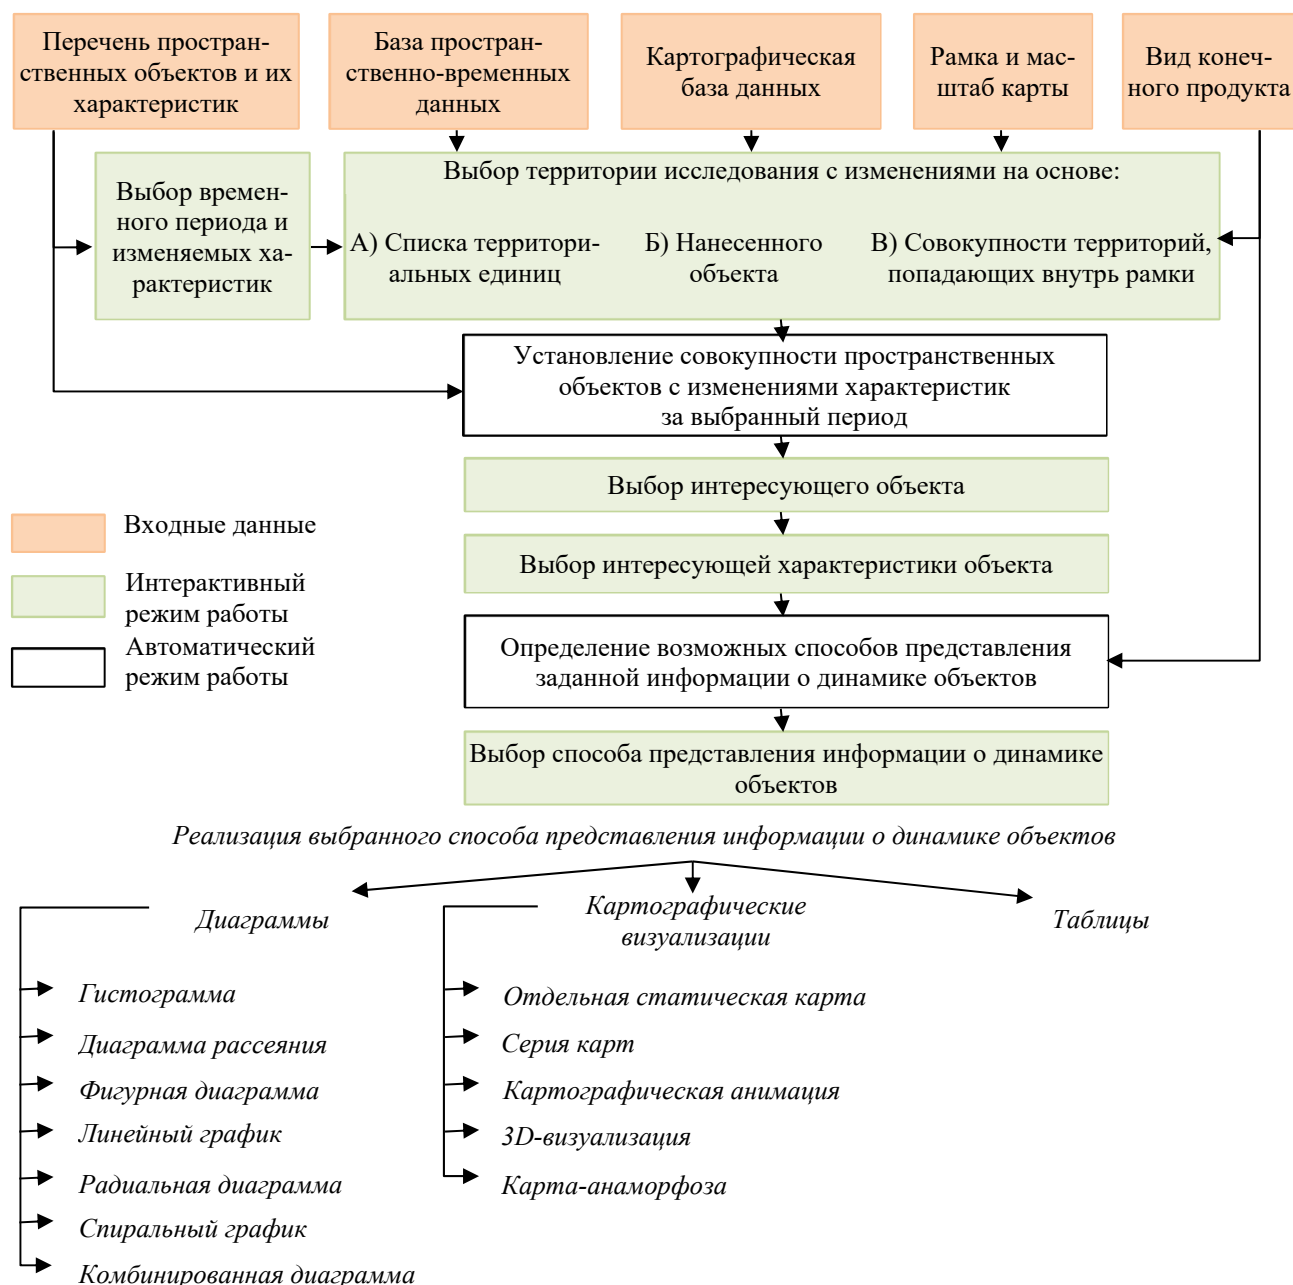 Перечень простран-
ственных объектов и их
характеристик
База простран-
ственно-временных
данных
Картографическая
база данных
Рамка и мас-
штаб карты
Вид конеч-
ного продукта
Выбор времен-
ного периода и
изменяемых ха-
рактеристик
Выбор территории исследования с изменениями на основе:
А) Списка территори-
альных единиц
Б) Нанесенного
объекта
В) Совокупности территорий,
попадающих внутрь рамки
Установление совокупности пространственных
объектов с изменениями характеристик
за выбранный период
Выбор интересующего объекта
Выбор интересующей характеристики объекта
Определение возможных способов представления
заданной информации о динамике объектов
Выбор способа представления информации о динамике
объектов
Входные данные
Интерактивный
режим работы
Автоматический
режим работы
Реализация выбранного способа представления информации о динамике объектов
Диаграммы
Гистограмма
Диаграмма рассеяния
Фигурная диаграмма
Линейный график
Радиальная диаграмма
Спиральный график
Комбинированная диаграмма
Картографические
визуализации
Отдельная статическая карта
Серия карт
Картографическая анимация
3D-визуализация
Карта-анаморфоза
Таблицы